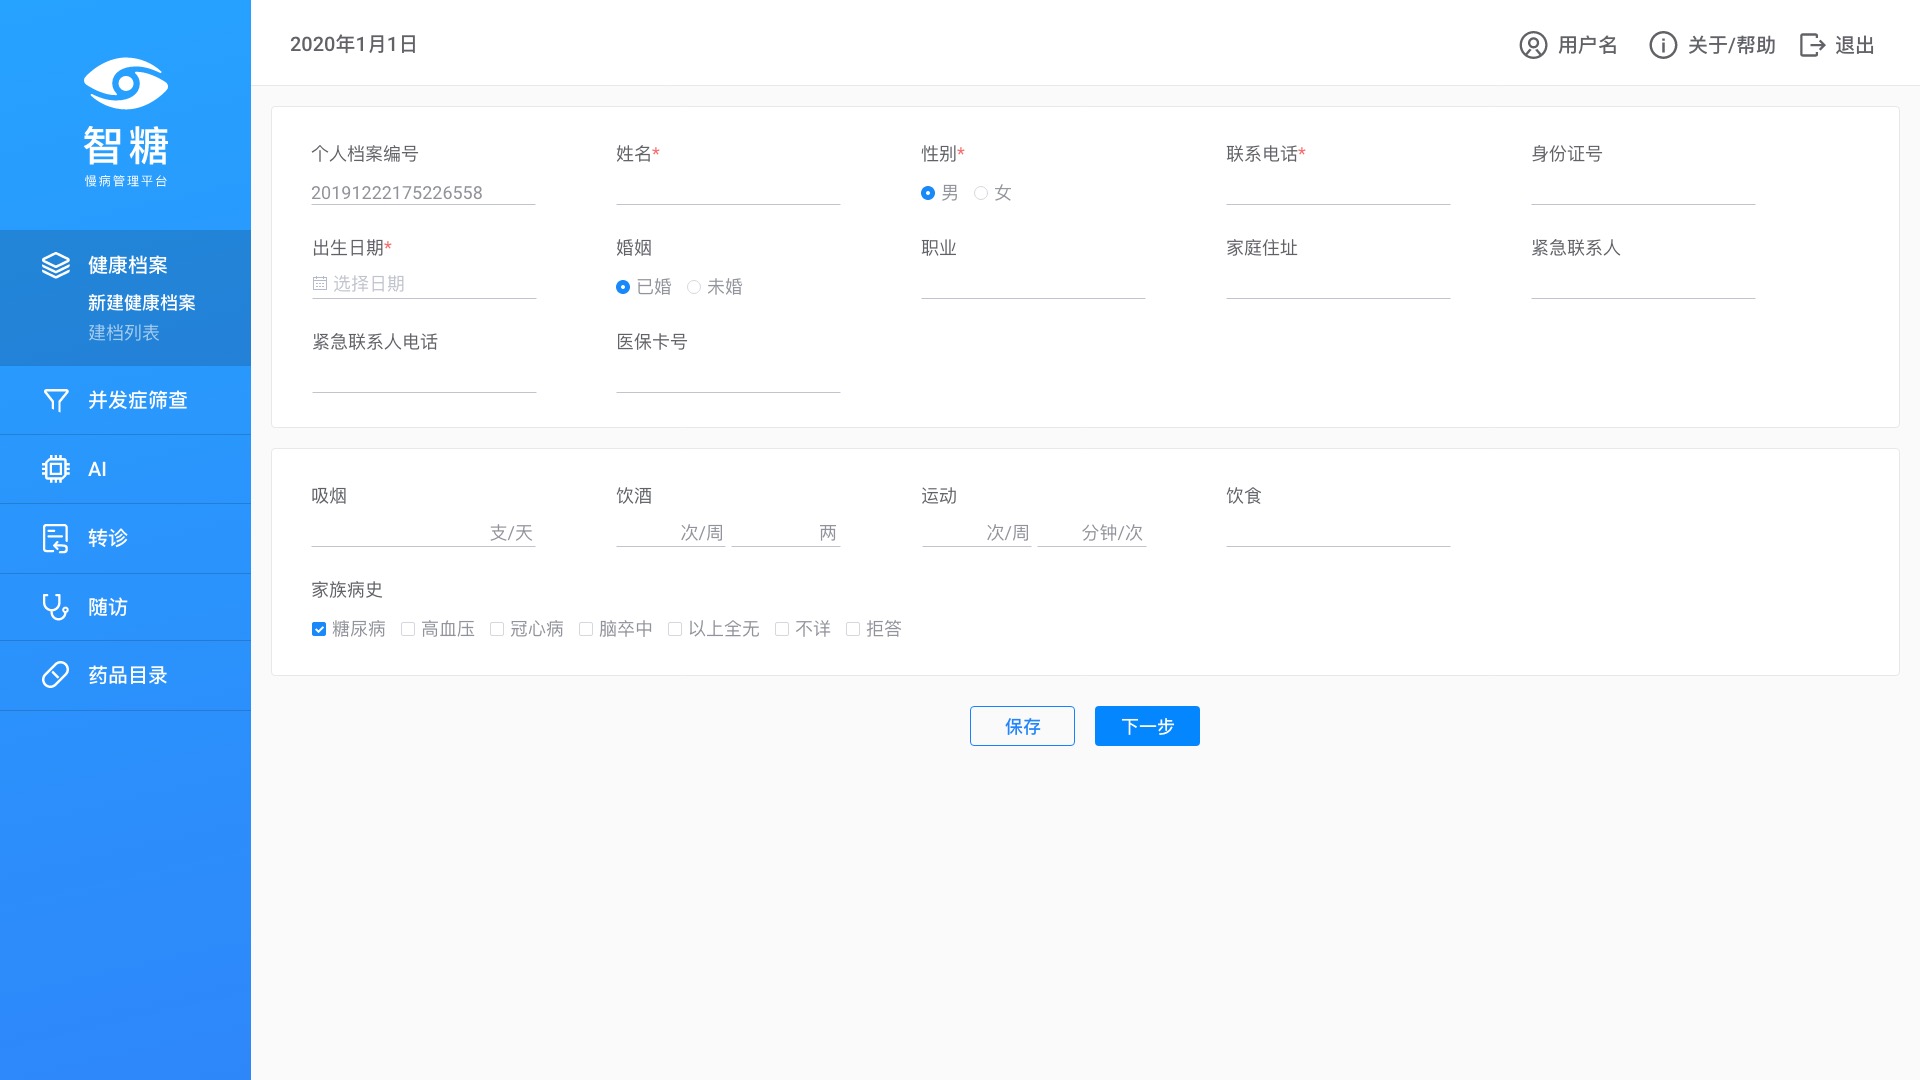 智糖
慢病管理平台
健康档案
新建健康档案
建档列表
并发症筛查
AI
转诊
随访
药品目录
2020年1月1日
用户名 关于/帮助 退出
个人档案编号 姓名* 性别* 联系电话* 身份证号
20191222175226558 男 女
出生日期* 婚姻 职业 家庭住址 紧急联系人
选择日期 已婚 未婚
紧急联系人电话 医保卡号
吸烟 饮酒 运动 饮食
支/天 次/周 两 次/周 分钟/次
家族病史
糖尿病 高血压 冠心病 脑卒中 以上全无 不详 拒答
保存 下一步